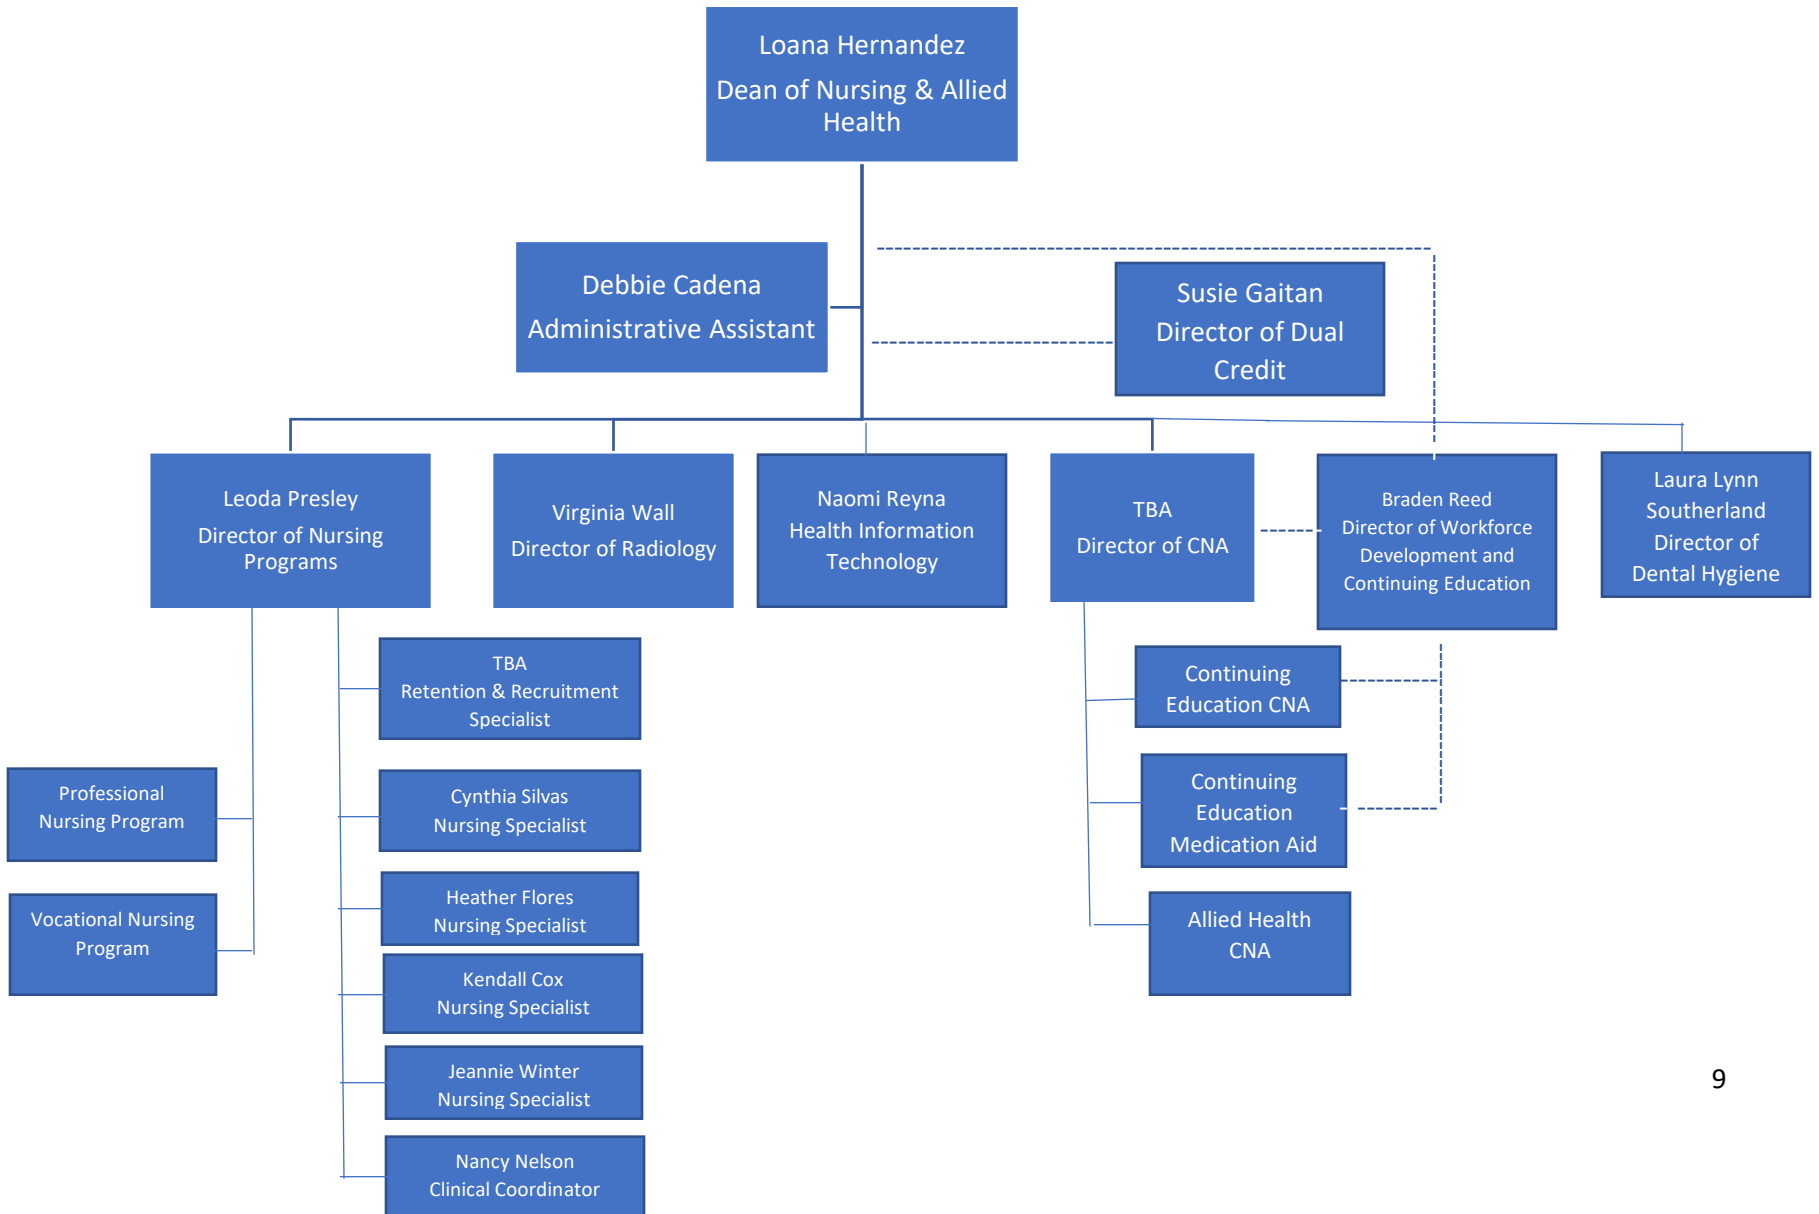 Loana Hernandez
Dean of Nursing & Allied
Health
Debbie Cadena
Administrative Assistant
Susie Gaitan
Director of Dual
Credit
Leoda Presley
Director of Nursing
Programs
Virginia Wall
Director of Radiology
Naomi Reyna
Health Information
Technology
TBA
Director of CNA
Braden Reed
Director of Workforce
Development and
Continuing Education
Laura Lynn
Southerland
Director of
Dental Hygiene
TBA
Retention & Recruitment
Specialist
Continuing
Education CNA
Professional
Nursing Program
Cynthia Silvas
Nursing Specialist
Continuing
Education
Medication Aid
Vocational Nursing
Program
Heather Flores
Nursing Specialist
Allied Health
CNA
Kendall Cox
Nursing Specialist
Jeannie Winter
Nursing Specialist
9
Nancy Nelson
Clinical Coordinator